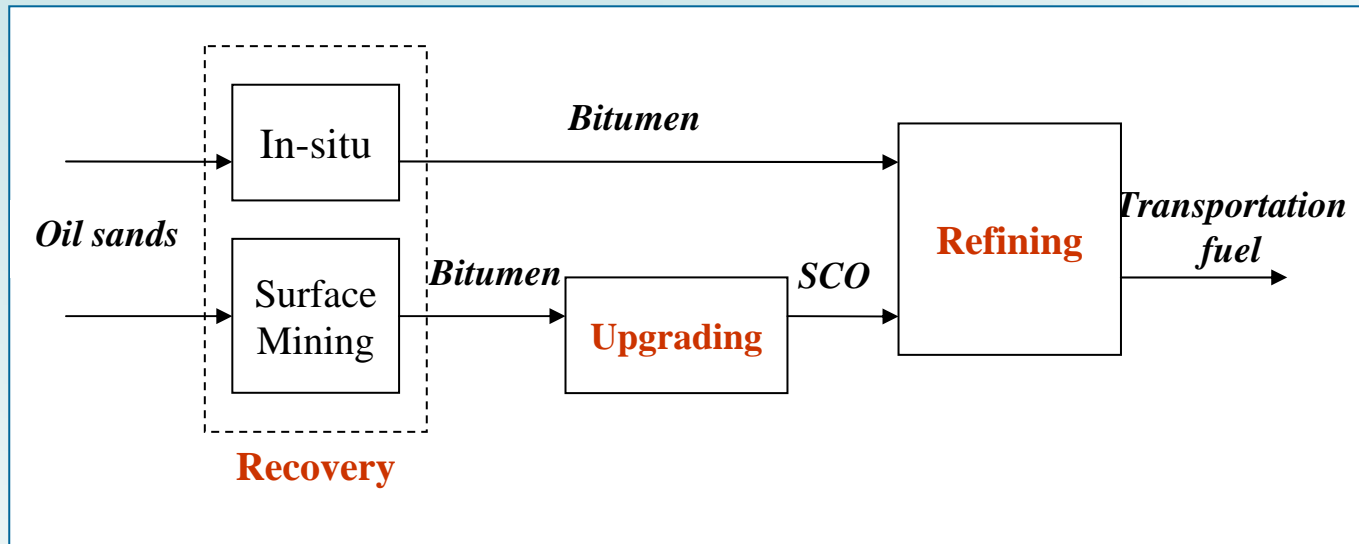 In-situ
Bitumen
Oil sands
Surface
Mining
Bitumen
Upgrading
SCO
Refining
Transportation
fuel
Recovery